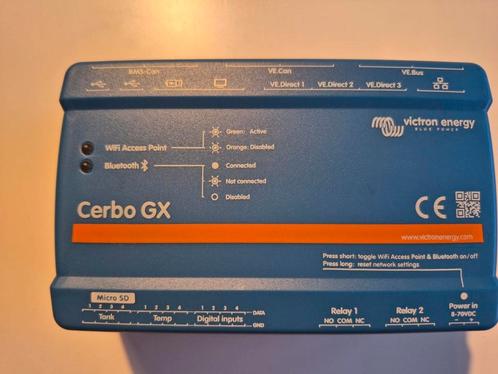 BMS-Can VE.Can VE.Bus
VE.Direct 1 VE.Direct 2 VE.Direct 3
victron energy
BLUE POWER
Green: Active
WiFi Access Point
Orange: Disabled
Bluetooth
Connected
Not connected
Disabled
Cerbo GX
CE
www.victronenergy.com
Press short: toggle WiFi Access Point & Bluetooth on/off
Press long: reset network settings
Micro SD
1 2 3 4 1 2 3 4 1 2 3 4 DATA
Tank Temp Digital inputs GND
Relay 1 Relay 2 Power in
NO COM NC NO COM NC 8-70VDC
- +